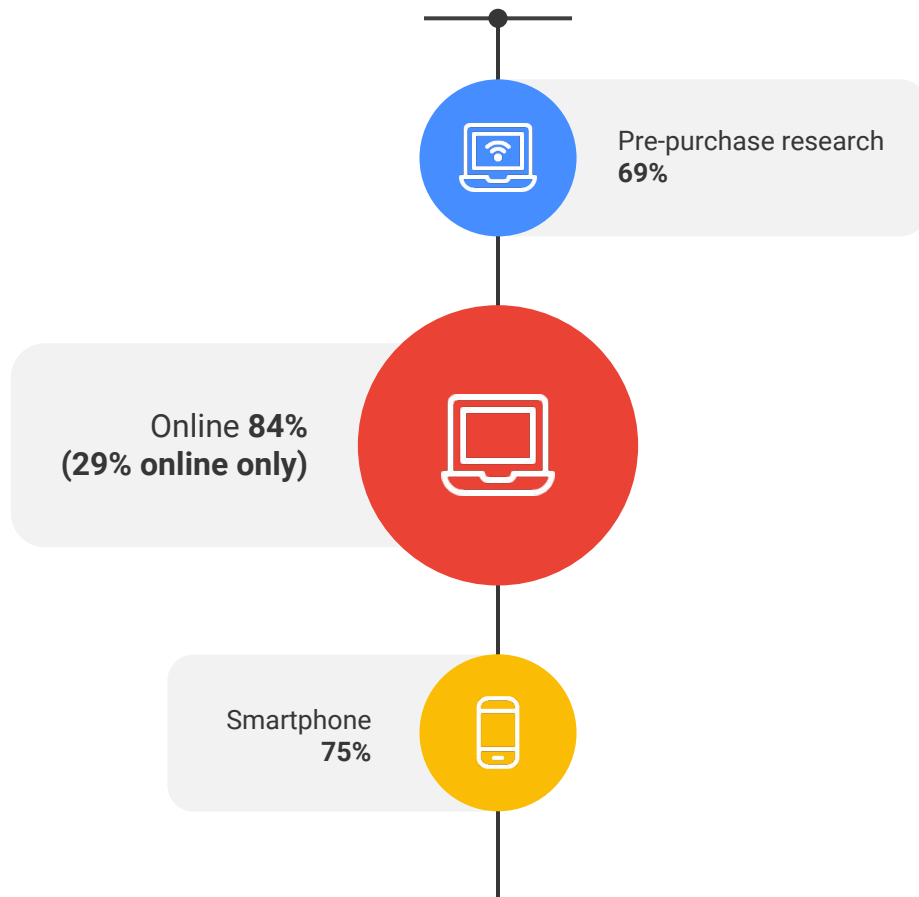 Pre-purchase research
69%
Online 84%
(29% online only)
Smartphone
75%